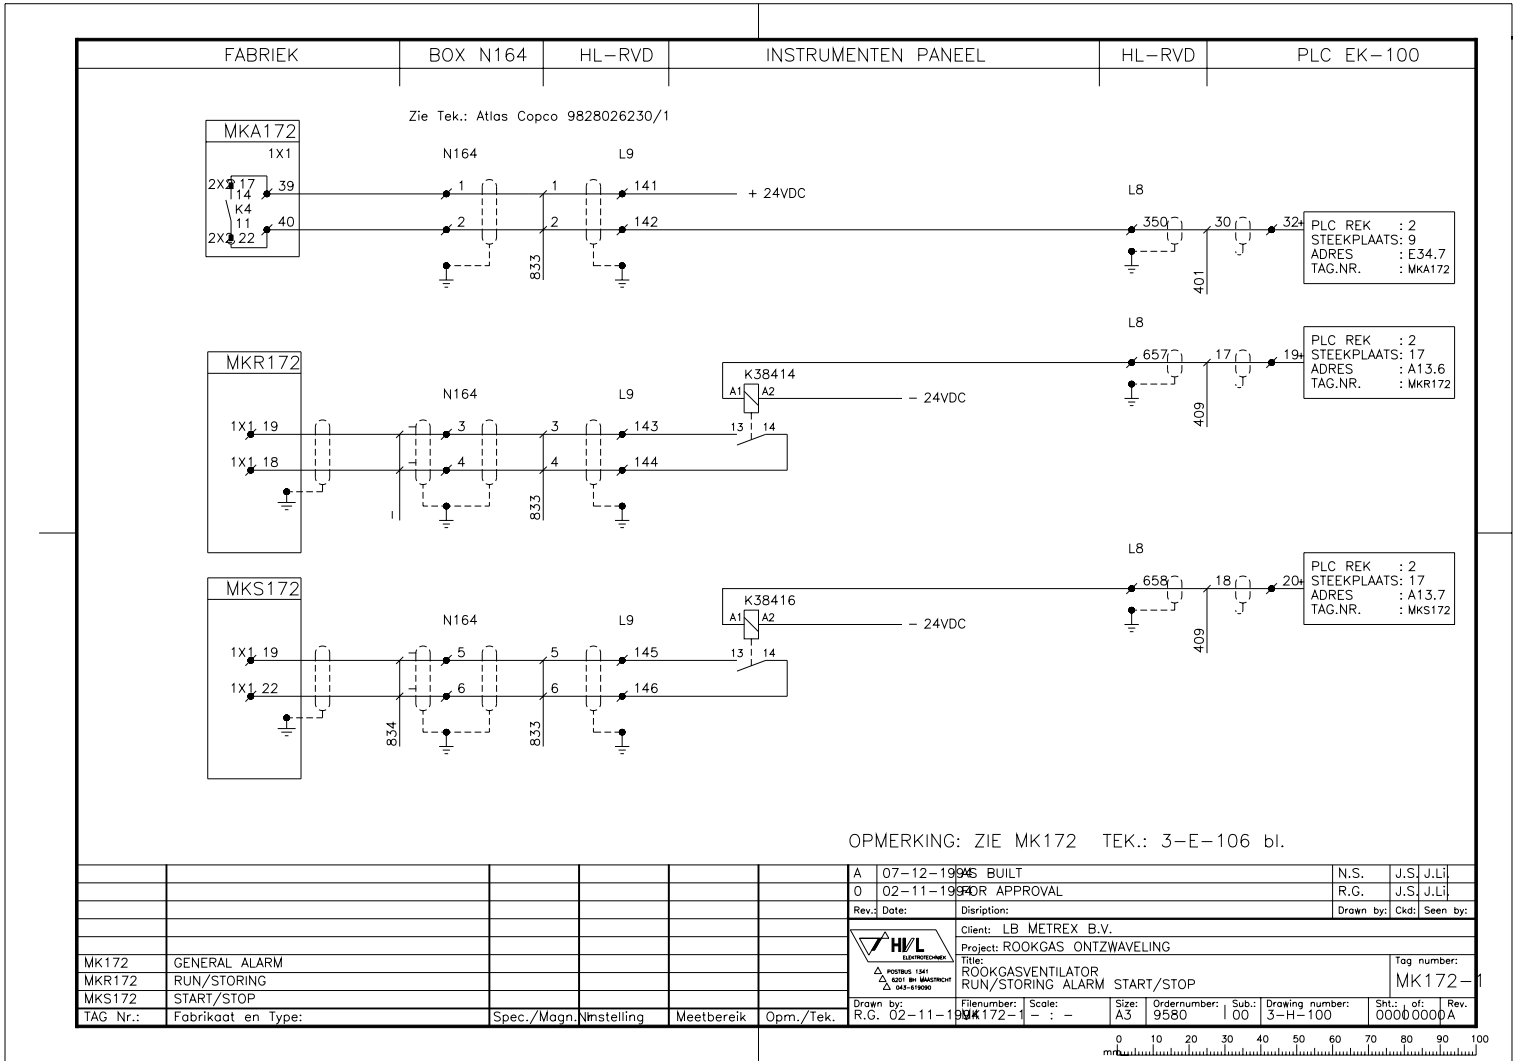 FABRIEK BOX N164 HL-RVD INSTRUMENTEN PANEEL HL-RVD PLC EK-100
Zie Tek.: Atlas Copco 9828026230/1
MKA172
1X1 N164 L9
2X2 17 39 1 1 141 + 24VDC L8
14
K4
11 40 2 2 142 350 30 32+
2X2 22
833
401
PLC REK : 2
STEEKPLAATS: 9
ADRES : E34.7
TAG.NR. : MKA172
L8
MKR172
657 17 19+
PLC REK : 2
STEEKPLAATS: 17
ADRES : A13.6
TAG.NR. : MKR172
K38414
N164 L9 A1 A2 - 24VDC
409
1X1 19 3 3 143 13 14
1X1 18 4 4 144
833
L8
MKS172
658 18 20+
PLC REK : 2
STEEKPLAATS: 17
ADRES : A13.7
TAG.NR. : MKS172
K38416
N164 L9 A1 A2 - 24VDC
409
1X1 19 5 5 145 13 14
1X1 22 6 6 146
834 833
OPMERKING: ZIE MK172 TEK.: 3-E-106 bl.
A 07-12-1994 AS BUILT N.S. J.S. J.Li.
0 02-11-1994 FOR APPROVAL R.G. J.S. J.Li.
Rev.: Date: Disription: Drawn by: Ckd: Seen by:
HVL
ELEKTROTECHNIEK
POSTBUS 1341
6201 BH MAASTRICHT
043-619090
Client: LB METREX B.V.
Project: ROOKGAS ONTZWAVELING
Title:
ROOKGASVENTILATOR
RUN/STORING ALARM START/STOP
Tag number:
MK172-1
MK172 GENERAL ALARM
MKR172 RUN/STORING
MKS172 START/STOP
TAG Nr.: Fabrikaat en Type: Spec./Magn.Nr. Instelling Meetbereik Opm./Tek.
Drawn by: Filenumber: Scale: Size: Ordernumber: Sub.: Drawing number: Sht.: of: Rev.
R.G. 02-11-1994 MK172-1 - : - A3 9580 00 3-H-100 0000 0000 A
mm 0 10 20 30 40 50 60 70 80 90 100